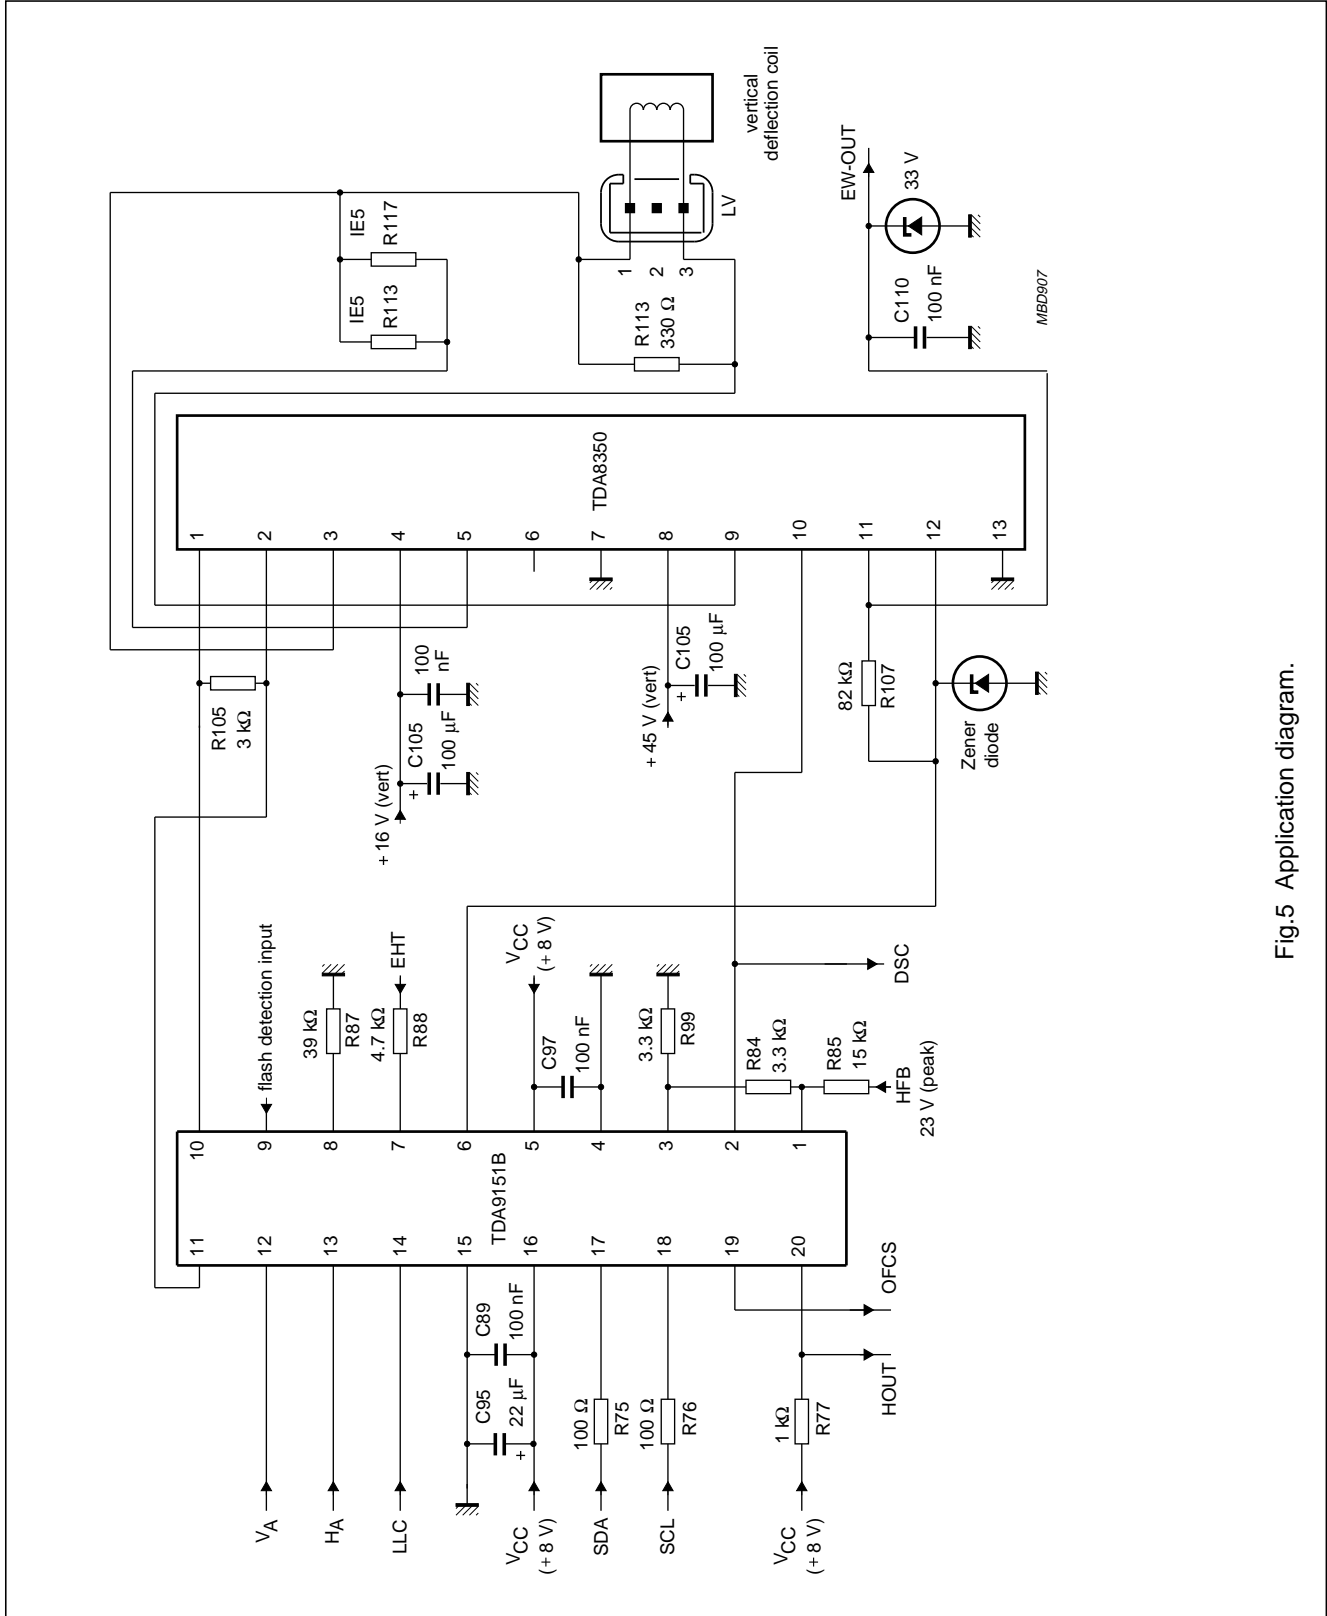 vertical
deflection coil
LV
1
2
3
IE5
R117
IE5
R113
R113
330 Ω
EW-OUT
33 V
C110
100 nF
MBD907
TDA8350
1
2
3
4
5
6
7
8
9
10
11
12
13
R105
3 kΩ
+ 16 V (vert)
+
C105
100 µF
100
nF
+ 45 V (vert)
+
C105
100 µF
82 kΩ
R107
Zener
diode
flash detection input
39 kΩ
R87
4.7 kΩ
R88
EHT
VCC
(+ 8 V)
C97
100 nF
3.3 kΩ
R99
R84
3.3 kΩ
R85
15 kΩ
HFB
23 V (peak)
DSC
TDA9151B
10
9
8
7
6
5
4
3
2
1
11
12
13
14
15
16
17
18
19
20
VA
HA
LLC
C95
22 µF
+
C89
100 nF
VCC
(+ 8 V)
SDA
100 Ω
R75
SCL
100 Ω
R76
VCC
(+ 8 V)
1 kΩ
R77
HOUT
OFCS
Fig.5 Application diagram.